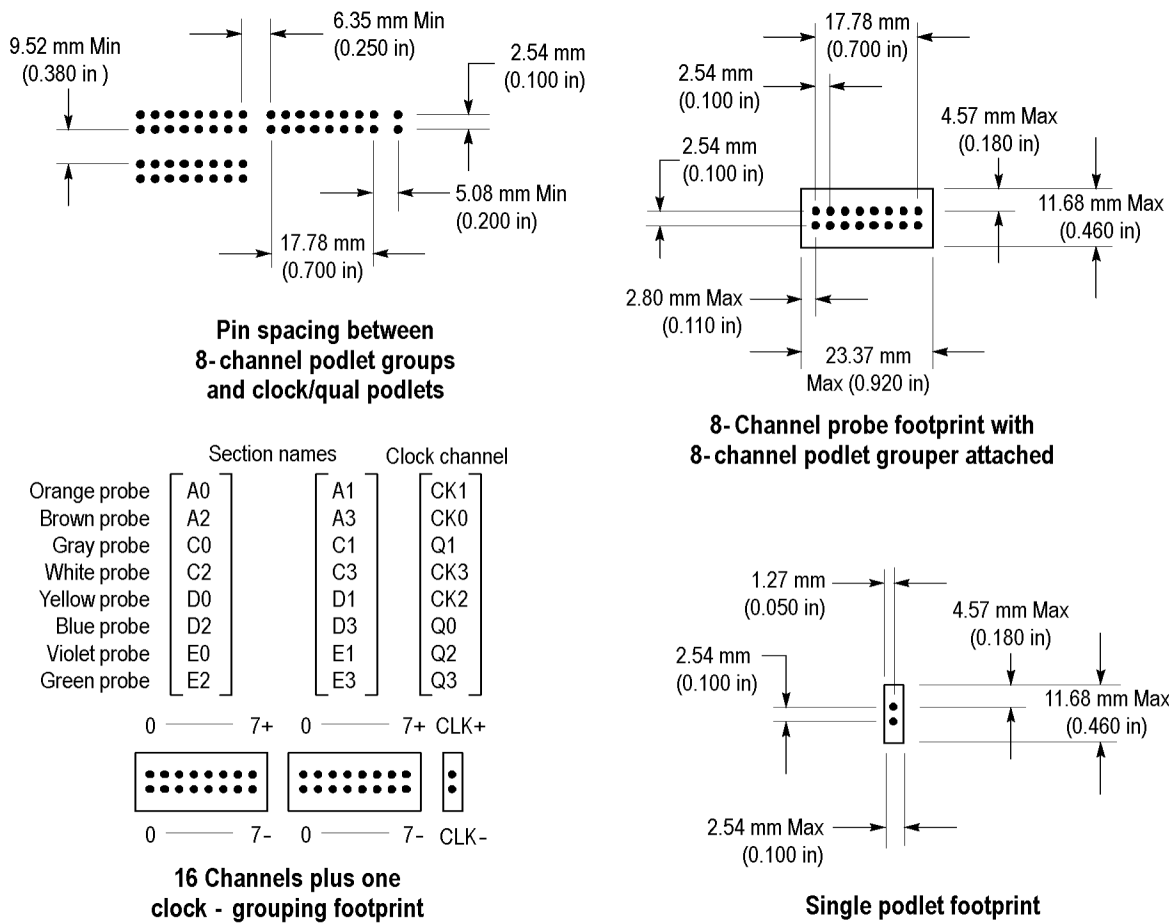 9.52 mm Min
(0.380 in )
6.35 mm Min
(0.250 in)
2.54 mm
(0.100 in)
5.08 mm Min
(0.200 in)
17.78 mm
(0.700 in)
Pin spacing between
8- channel podlet groups
and clock/qual podlets
17.78 mm
(0.700 in)
2.54 mm
(0.100 in)
4.57 mm Max
(0.180 in)
2.54 mm
(0.100 in)
11.68 mm Max
(0.460 in)
2.80 mm Max
(0.110 in)
23.37 mm
Max (0.920 in)
8- Channel probe footprint with
8- channel podlet grouper attached
Section names Clock channel
Orange probe A0 A1 CK1
Brown probe A2 A3 CK0
Gray probe C0 C1 Q1
White probe C2 C3 CK3
Yellow probe D0 D1 CK2
Blue probe D2 D3 Q0
Violet probe E0 E1 Q2
Green probe E2 E3 Q3
0 7+ 0 7+ CLK+
0 7- 0 7- CLK-
16 Channels plus one
clock - grouping footprint
1.27 mm
(0.050 in)
4.57 mm Max
(0.180 in)
2.54 mm
(0.100 in)
11.68 mm Max
(0.460 in)
2.54 mm Max
(0.100 in)
Single podlet footprint